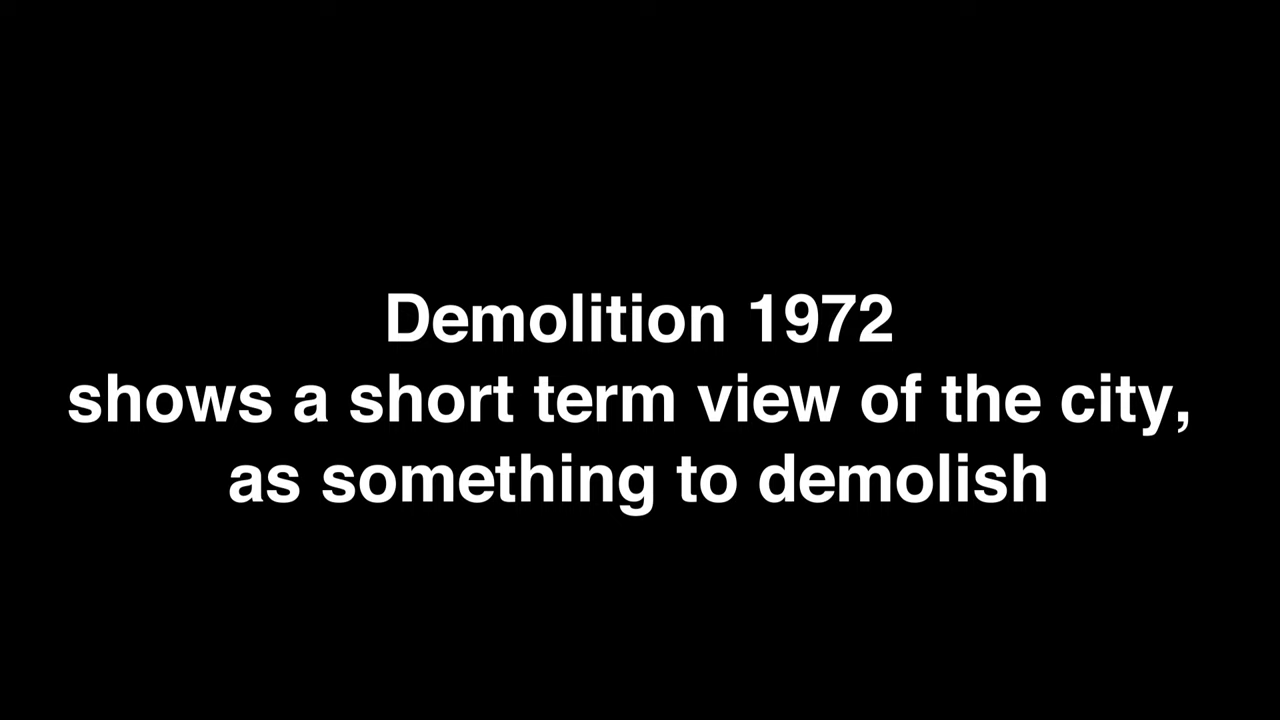 Demolition 1972
shows a short term view of the city,
as something to demolish